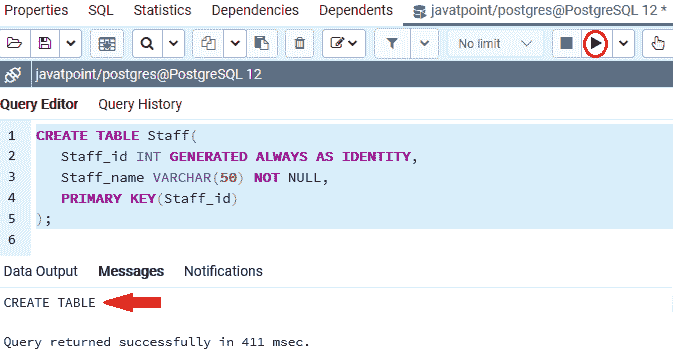 Properties SQL Statistics Dependencies Dependents javatpoint/postgres@PostgreSQL 12 *
No limit
javatpoint/postgres@PostgreSQL 12
Query Editor Query History
1 CREATE TABLE Staff(
2 Staff_id INT GENERATED ALWAYS AS IDENTITY,
3 Staff_name VARCHAR(50) NOT NULL,
4 PRIMARY KEY(Staff_id)
5 );
6
Data Output Messages Notifications
CREATE TABLE
Query returned successfully in 411 msec.